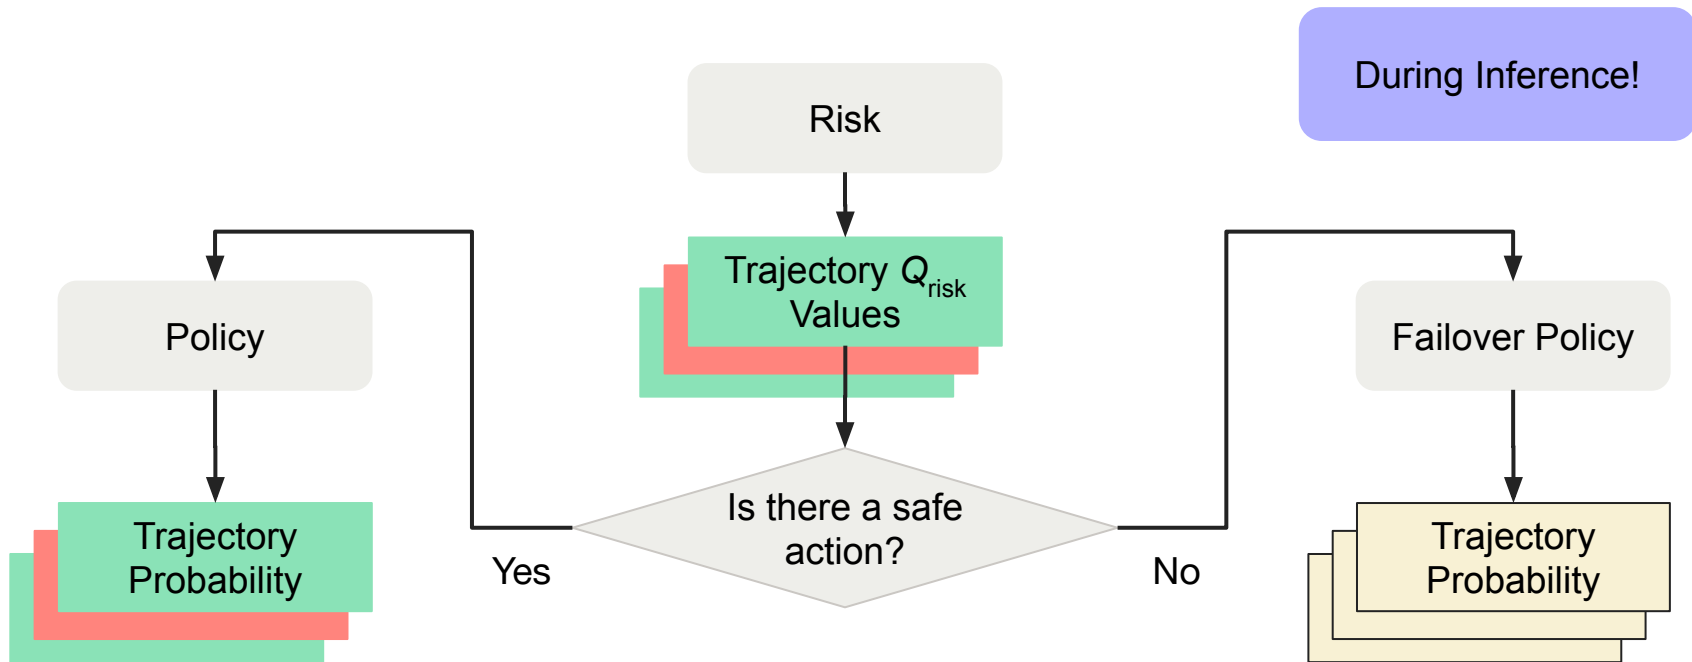 During Inference!
Risk
Trajectory Q_risk
Values
Policy
Failover Policy
Is there a safe
action?
Yes
No
Trajectory
Probability
Trajectory
Probability